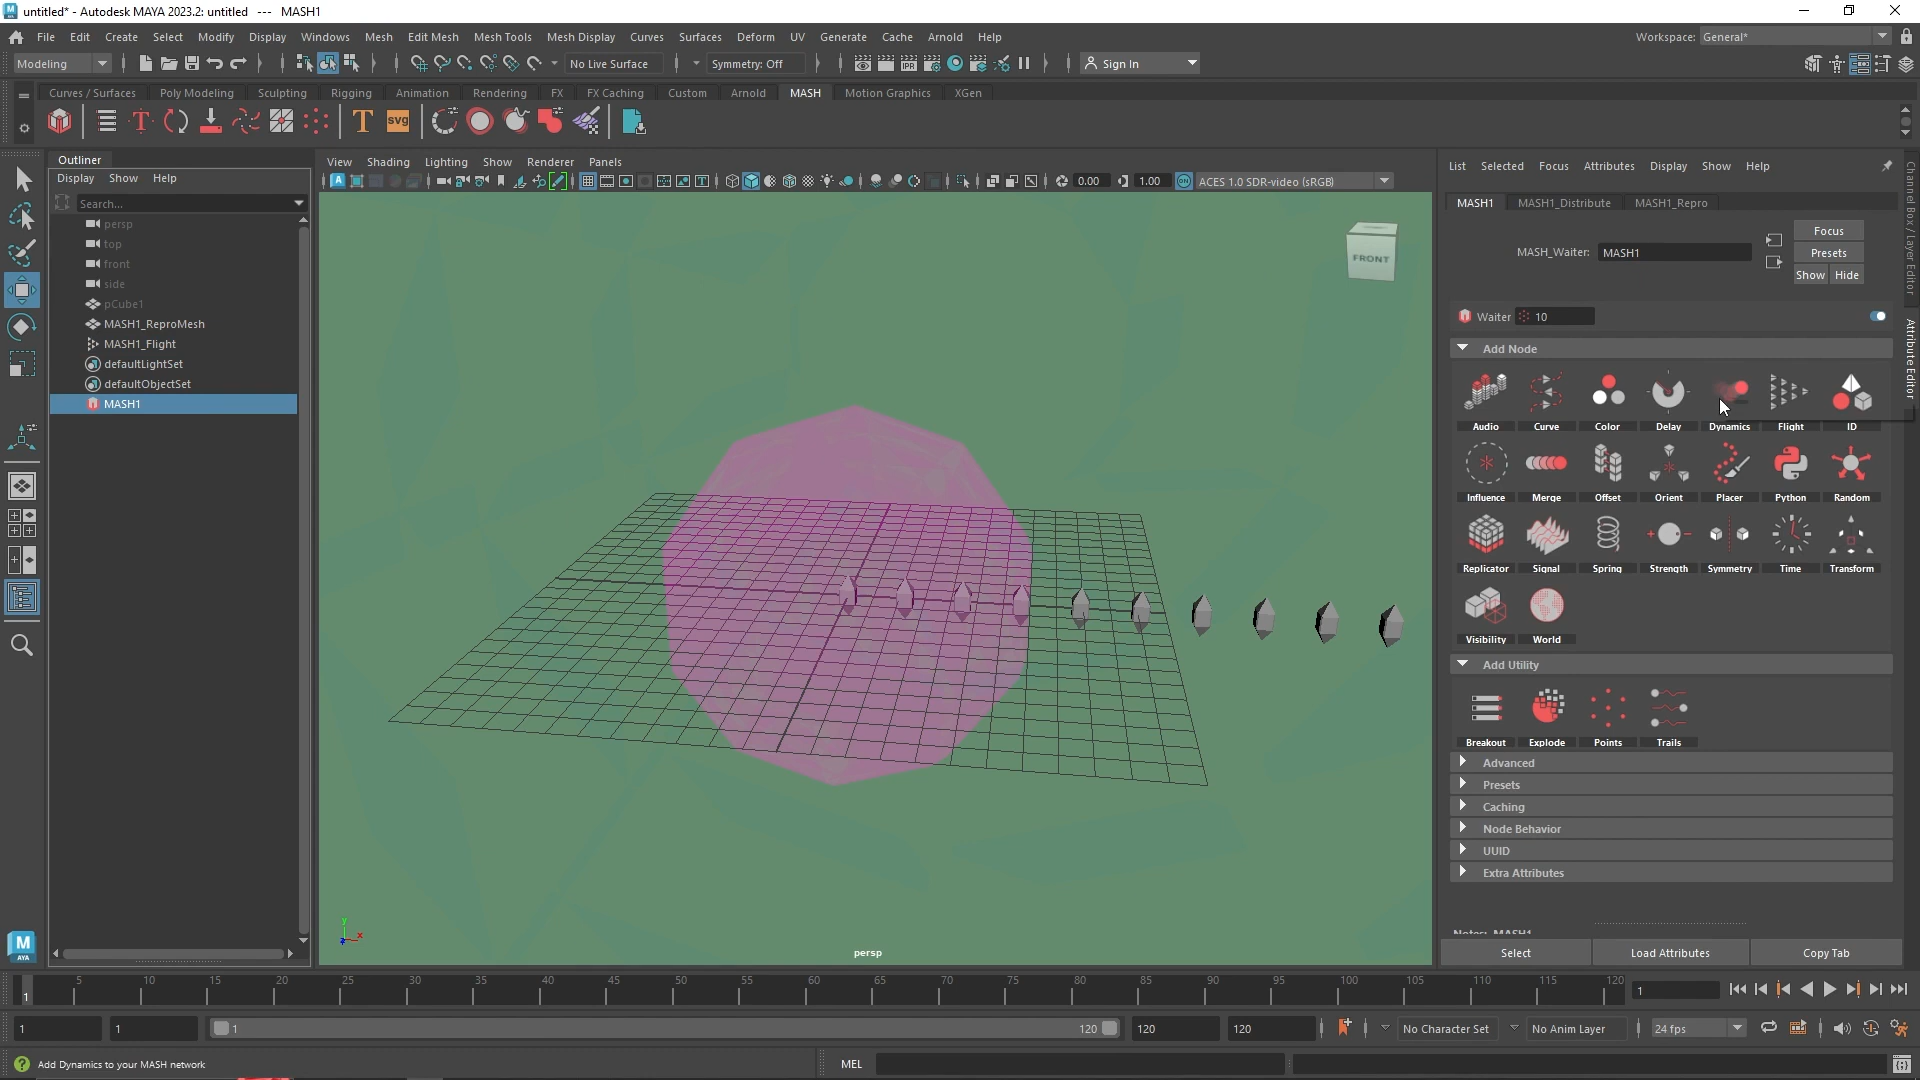 untitled* - Autodesk MAYA 2023.2: untitled --- MASH1
File Edit Create Select Modify Display Windows Mesh Edit Mesh Mesh Tools Mesh Display Curves Surfaces Deform UV Generate Cache Arnold Help
Workspace: General*
Modeling
No Live Surface
Symmetry: Off
Sign In
Curves / Surfaces Poly Modeling Sculpting Rigging Animation Rendering FX FX Caching Custom Arnold MASH Motion Graphics XGen
Outliner
Display Show Help
Search...
persp
top
front
side
pCube1
MASH1_ReproMesh
MASH1_Flight
defaultLightSet
defaultObjectSet
MASH1
View Shading Lighting Show Renderer Panels
0.00 1.00 ACES 1.0 SDR-video (sRGB)
FRONT
persp
List Selected Focus Attributes Display Show Help
MASH1 MASH1_Distribute MASH1_Repro
MASH_Waiter: MASH1
Focus
Presets
Show Hide
Waiter 10
Add Node
Audio Curve Color Delay Dynamics Flight ID
Influence Merge Offset Orient Placer Python Random
Replicator Signal Spring Strength Symmetry Time Transform
Visibility World
Add Utility
Breakout Explode Points Trails
Advanced
Presets
Caching
Node Behavior
UUID
Extra Attributes
Notes: MASH1
Select Load Attributes Copy Tab
Channel Box / Layer Editor
Attribute Editor
5 10 15 20 25 30 35 40 45 50 55 60 65 70 75 80 85 90 95 100 105 110 115 120
1
1
1 1 1 120 120 120 No Character Set No Anim Layer 24 fps
Add Dynamics to your MASH network
MEL